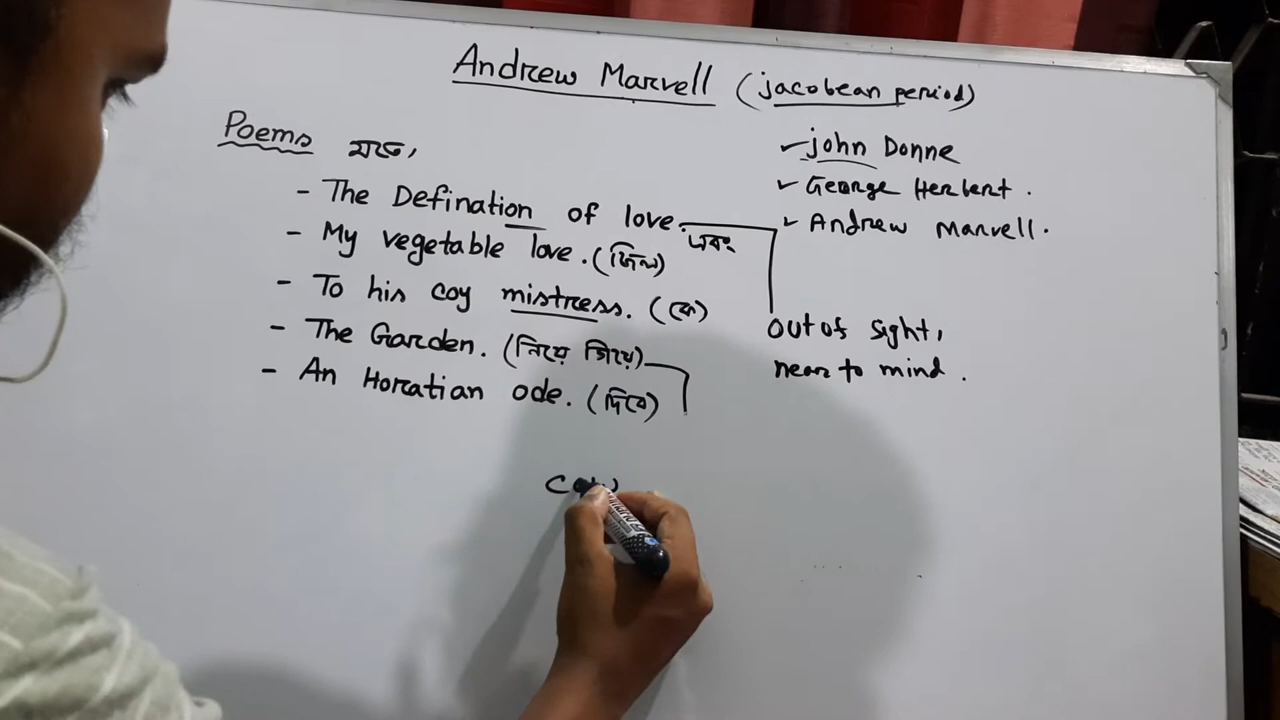 Andrew Marvell (jacobean period)
Poems যত,
- The Defination of love.
এবং
- My vegetable love. (ছিল)
- To his coy mistress. (কে)
- The Garden. (নিয়ে গিয়ে)
- An Horatian ode. (দিবে)
✓ john Donne
✓ George Herbert.
✓ Andrew Marvell.
out of sight,
near to mind.